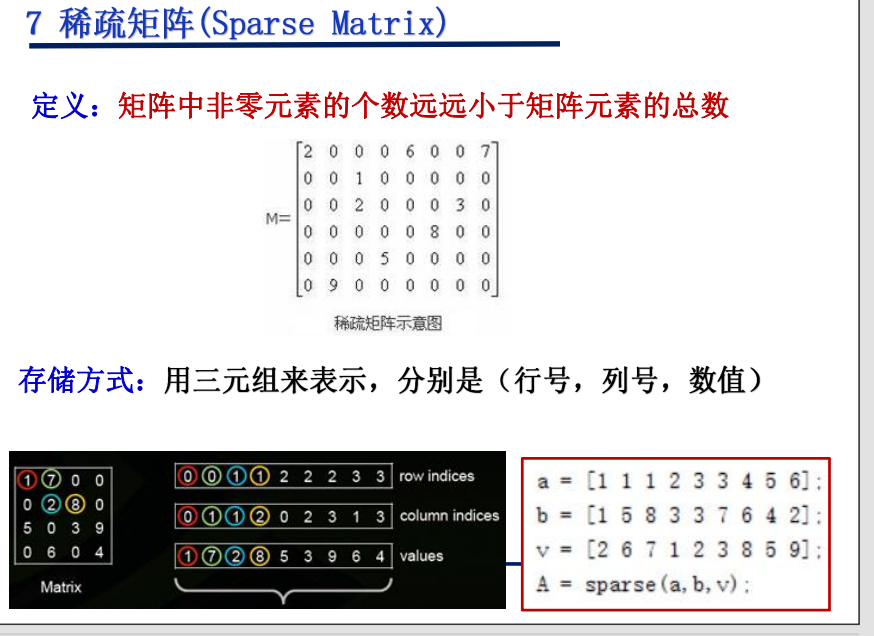 7 稀疏矩阵(Sparse Matrix)
定义：矩阵中非零元素的个数远远小于矩阵元素的总数
2 0 0 0 6 0 0 7
0 0 1 0 0 0 0 0
0 0 2 0 0 0 3 0
M=
0 0 0 0 0 8 0 0
0 0 0 5 0 0 0 0
0 9 0 0 0 0 0 0
稀疏矩阵示意图
存储方式：用三元组来表示，分别是（行号，列号，数值）
1 7 0 0
0 2 8 0
5 0 3 9
0 6 0 4
Matrix
0 0 1 1 2 2 2 3 3 row indices
0 1 1 2 0 2 3 1 3 column indices
1 7 2 8 5 3 9 6 4 values
a = [1 1 1 2 3 3 4 5 6];
b = [1 5 8 3 3 7 6 4 2];
v = [2 6 7 1 2 3 8 5 9];
A = sparse(a,b,v);